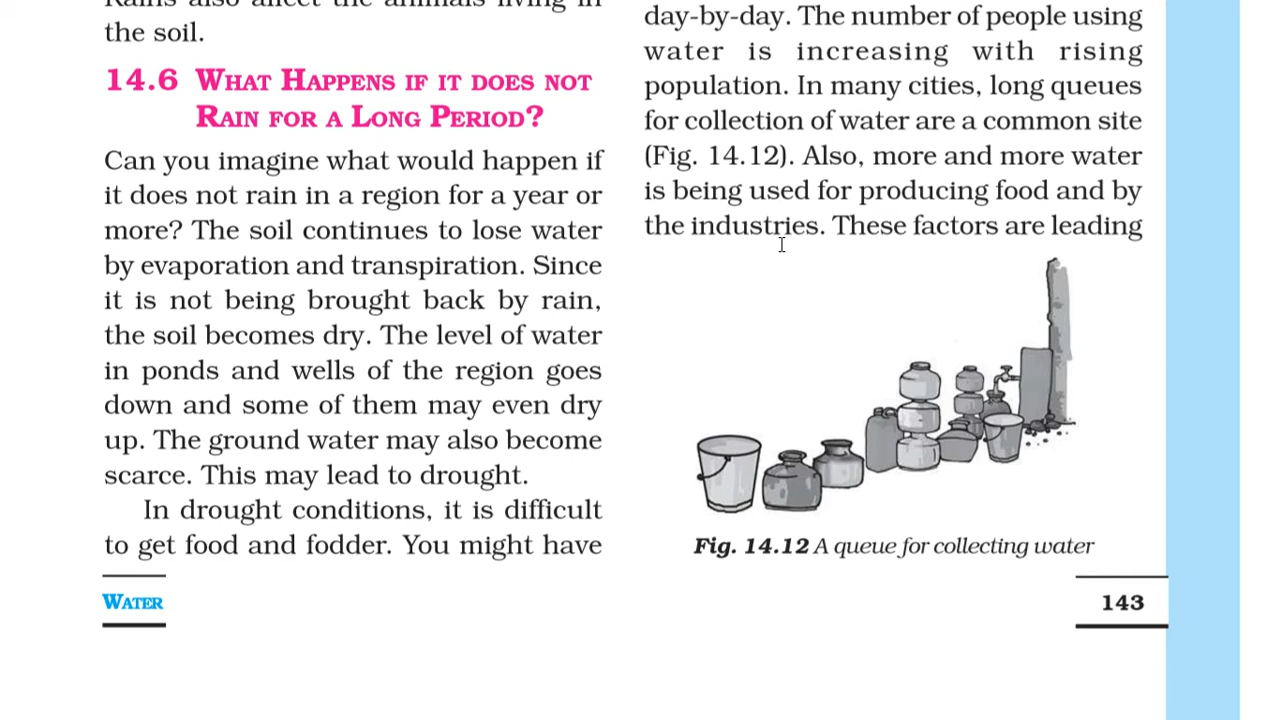 Rains also affect the animals living in
the soil.
14.6 WHAT HAPPENS IF IT DOES NOT
RAIN FOR A LONG PERIOD?
Can you imagine what would happen if
it does not rain in a region for a year or
more? The soil continues to lose water
by evaporation and transpiration. Since
it is not being brought back by rain,
the soil becomes dry. The level of water
in ponds and wells of the region goes
down and some of them may even dry
up. The ground water may also become
scarce. This may lead to drought.
In drought conditions, it is difficult
to get food and fodder. You might have
day-by-day. The number of people using
water is increasing with rising
population. In many cities, long queues
for collection of water are a common site
(Fig. 14.12). Also, more and more water
is being used for producing food and by
the industries. These factors are leading
Fig. 14.12 A queue for collecting water
WATER
143